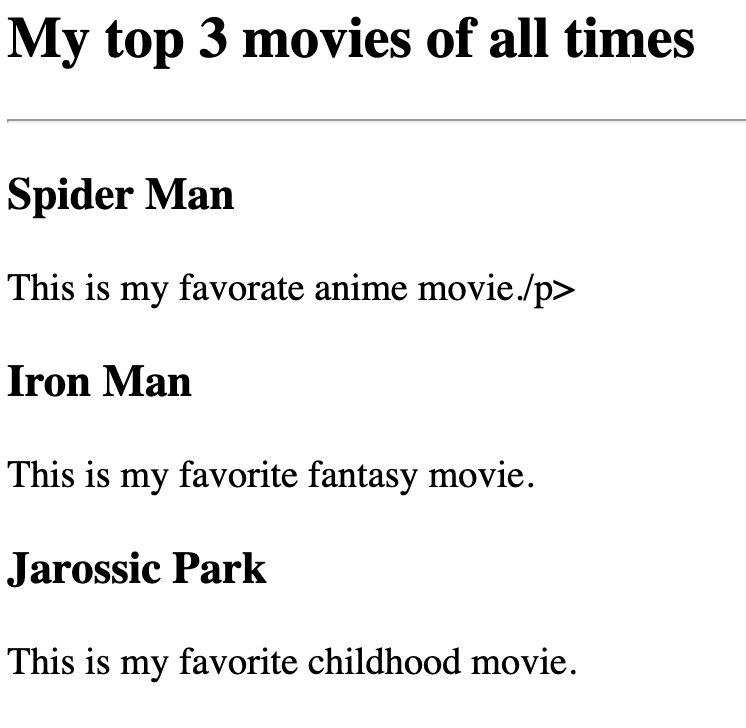 My top 3 movies of all times
Spider Man
This is my favorate anime movie./p>
Iron Man
This is my favorite fantasy movie.
Jarossic Park
This is my favorite childhood movie.